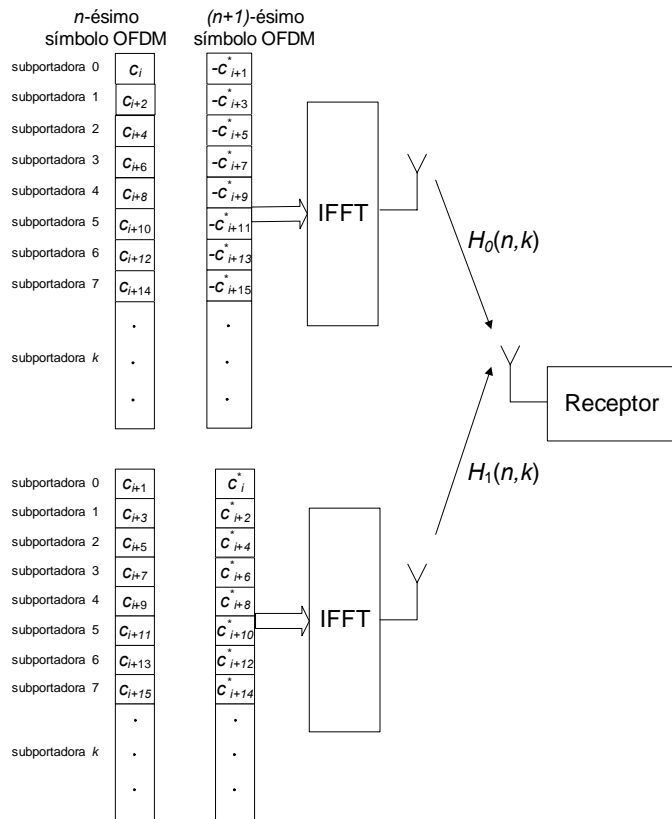 n-ésimo símbolo OFDM
(n+1)-ésimo símbolo OFDM
subportadora 0 c_i -c*_{i+1}
subportadora 1 c_{i+2} -c*_{i+3}
subportadora 2 c_{i+4} -c*_{i+5}
subportadora 3 c_{i+6} -c*_{i+7}
subportadora 4 c_{i+8} -c*_{i+9}
subportadora 5 c_{i+10} -c*_{i+11}
subportadora 6 c_{i+12} -c*_{i+13}
subportadora 7 c_{i+14} -c*_{i+15}
subportadora k
IFFT
H_0(n,k)
Receptor
H_1(n,k)
subportadora 0 c_{i+1} c*_i
subportadora 1 c_{i+3} c*_{i+2}
subportadora 2 c_{i+5} c*_{i+4}
subportadora 3 c_{i+7} c*_{i+6}
subportadora 4 c_{i+9} c*_{i+8}
subportadora 5 c_{i+11} c*_{i+10}
subportadora 6 c_{i+13} c*_{i+12}
subportadora 7 c_{i+15} c*_{i+14}
subportadora k
IFFT